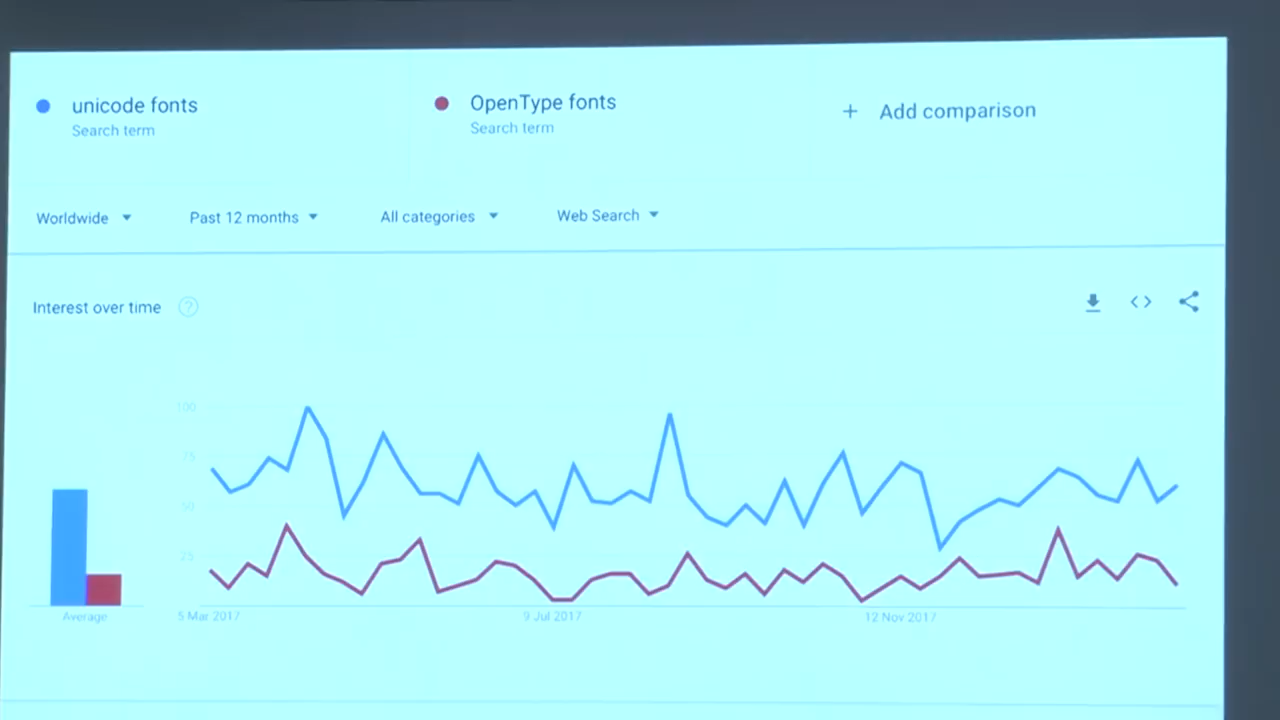 unicode fonts
Search term
OpenType fonts
Search term
+ Add comparison
Worldwide
Past 12 months
All categories
Web Search
Interest over time ?
100
75
50
25
Average
5 Mar 2017
9 Jul 2017
12 Nov 2017